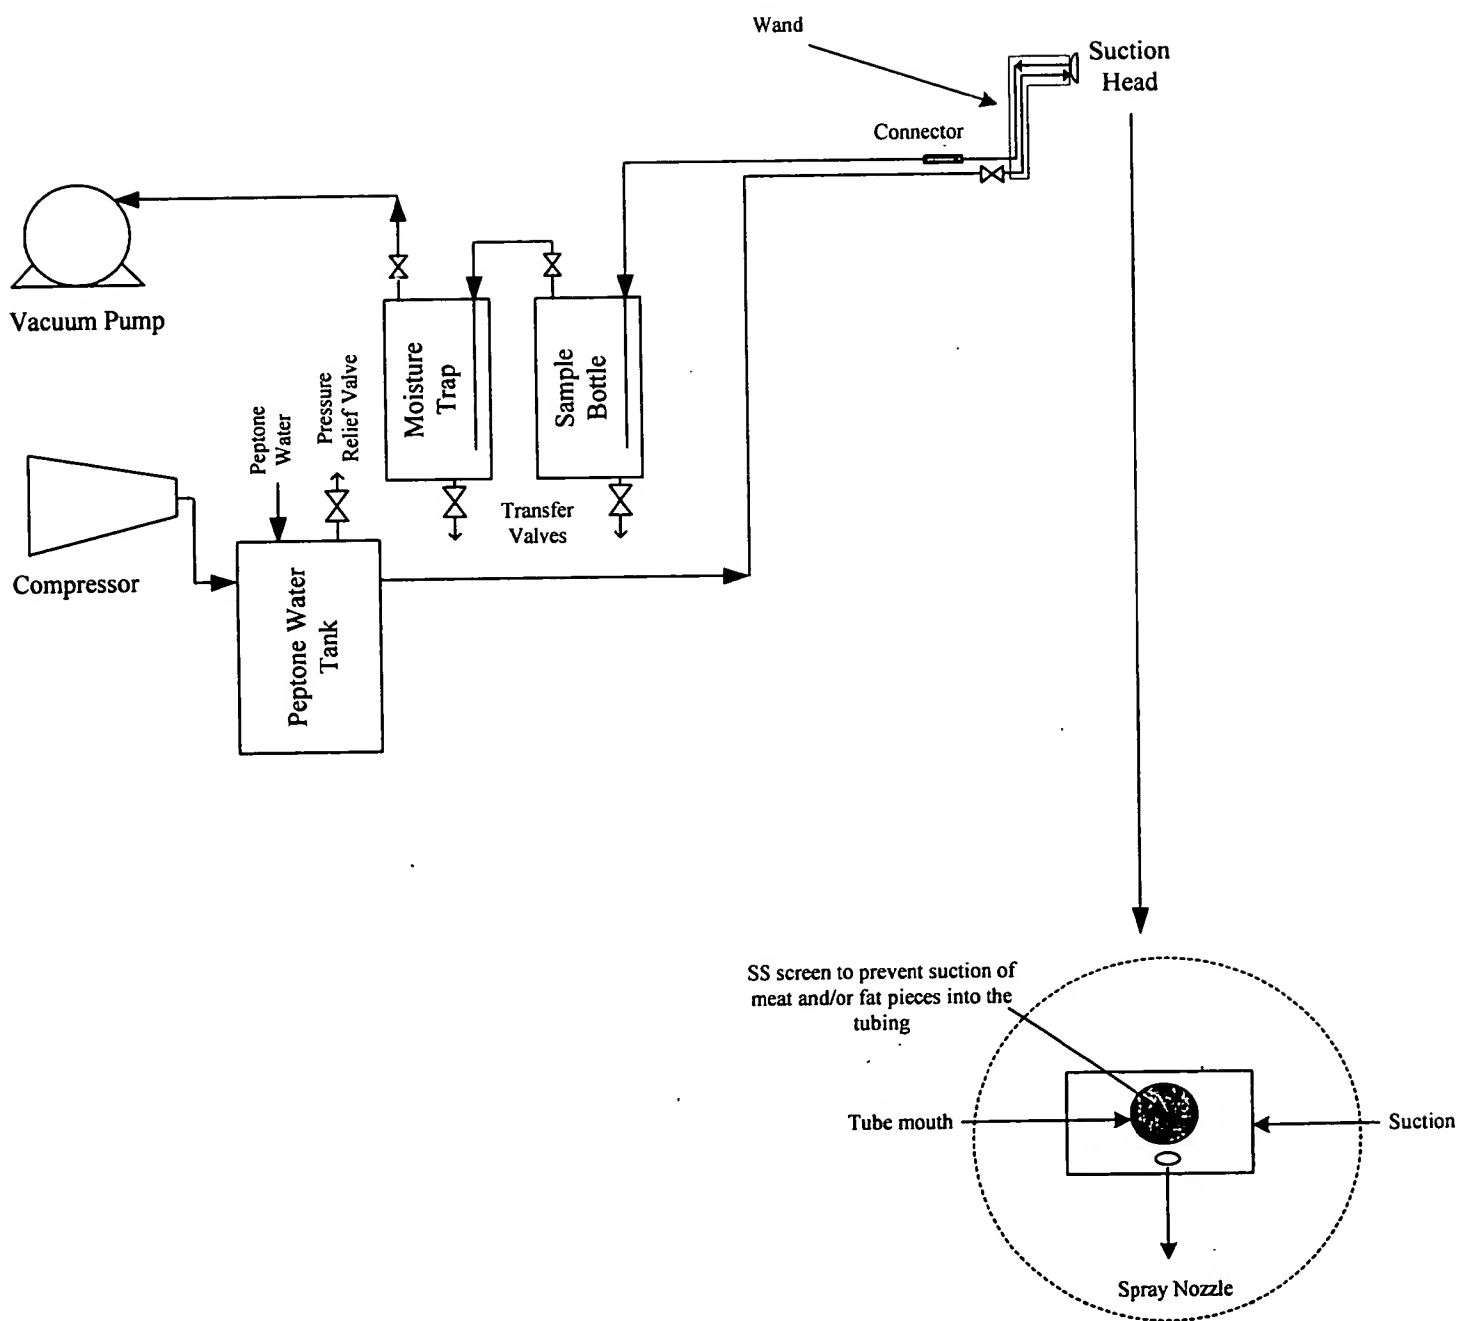 Wand
Suction
Head
Connector
Vacuum Pump
Moisture
Trap
Sample
Bottle
Peptone
Water
Pressure
Relief Valve
Transfer
Valves
Compressor
Peptone Water
Tank
SS screen to prevent suction of
meat and/or fat pieces into the
tubing
Tube mouth
Suction
Spray Nozzle